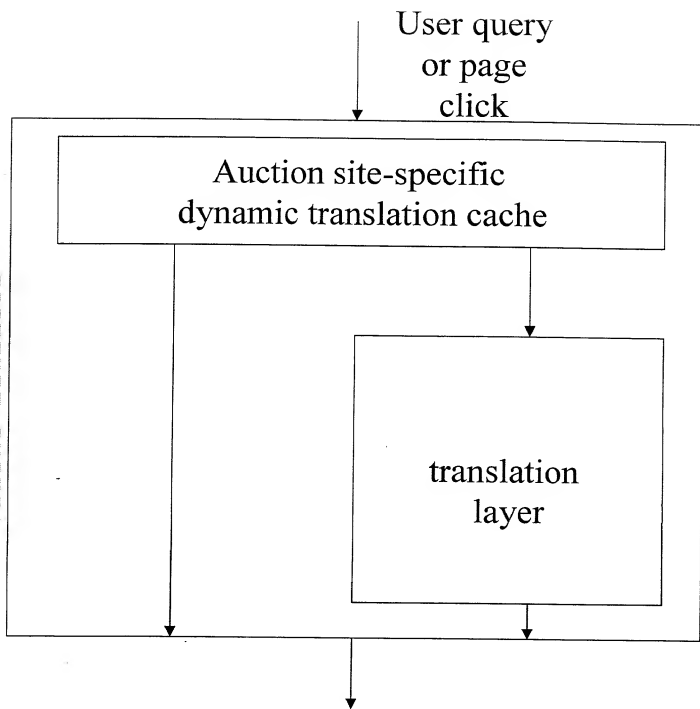 User query
or page
click
Auction site-specific
dynamic translation cache
translation
layer